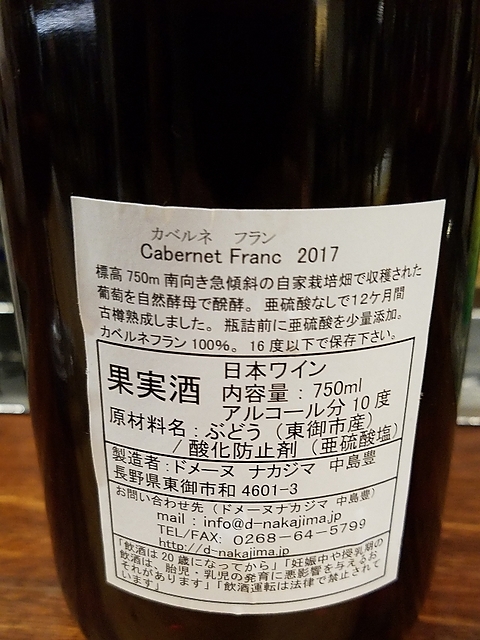 カベルネ フラン
Cabernet Franc 2017
標高 750m 南向き急傾斜の自家栽培畑で収穫された
葡萄を自然酵母で醗酵。 亜硫酸なしで12ケ月間
古樽熟成しました。 瓶詰前に亜硫酸を少量添加。
カベルネフラン 100%。 16 度以下で保存下さい。
日本ワイン
果実酒 内容量 : 750ml
アルコール分 10 度
原材料名 : ぶどう (東御市産)
/ 酸化防止剤 (亜硫酸塩)
製造者 : ドメーヌ ナカジマ 中島豊
長野県東御市和 4601-3
お問い合わせ先 (ドメーヌナカジマ 中島豊)
mail : info@d-nakajima.jp
TEL/FAX: 0268-64-5799
http://d-nakajima.jp
「飲酒は 20 歳になってから」「妊娠中や授乳期の
飲酒は、胎児・乳児の発育に悪影響を与えるお
それがあります」「飲酒運転は法律で禁止されて
います」